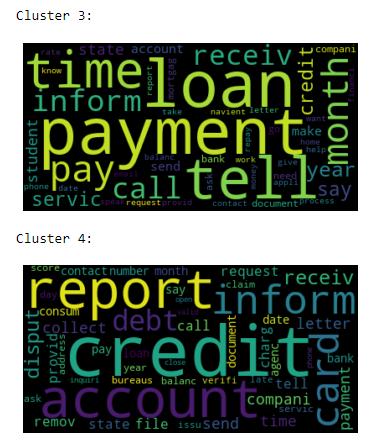 Cluster 3:
rate state account receiv compani
time loan credit
know report mortgag
inform take navient letter
payment month
student balanc repay go want make
pay bank work home help
tell year
call send ask money need give appli
phone date say
servic speak email request provid contact document process
Cluster 4:
score contact number month request claim receiv
report inform
day say open
consum debt date letter
disput collect call document charg
provid address pay loan credit agenc bank
year close phone
inquiri bureaus balanc verifi late tell payment
account card
compani servic
remov state file issu send time
valid